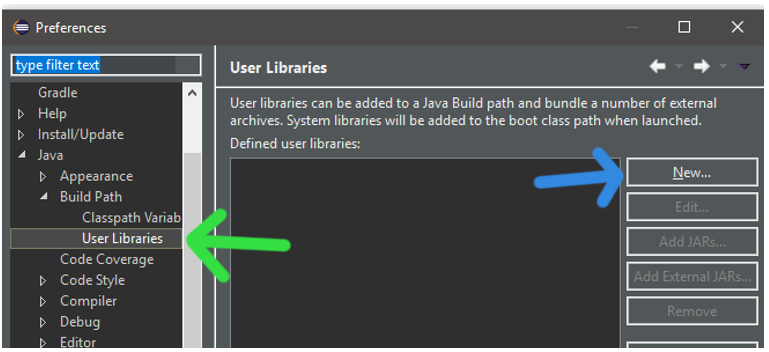 Preferences
type filter text
Gradle
Help
Install/Update
Java
Appearance
Build Path
Classpath Variab
User Libraries
Code Coverage
Code Style
Compiler
Debug
Editor
User Libraries
User libraries can be added to a Java Build path and bundle a number of external
archives. System libraries will be added to the boot class path when launched.
Defined user libraries:
New...
Edit...
Add JARs...
Add External JARs...
Remove